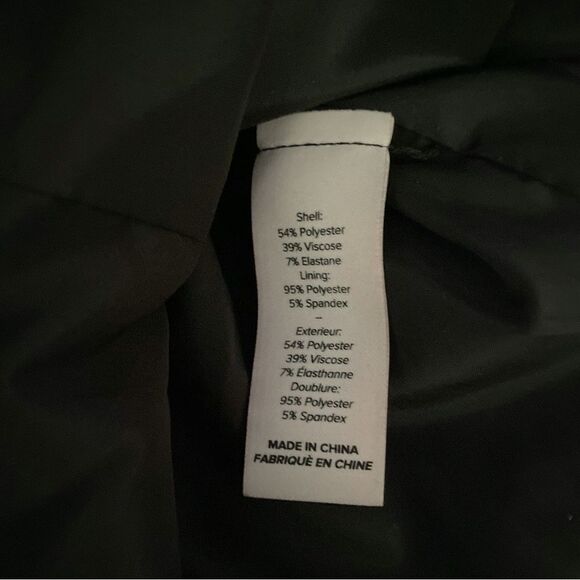 Shell:
54% Polyester
39% Viscose
7% Elastane
Lining:
95% Polyester
5% Spandex
–
Exterieur:
54% Polyester
39% Viscose
7% Élasthanne
Doublure:
95% Polyester
5% Spandex
MADE IN CHINA
FABRIQUÈ EN CHINE